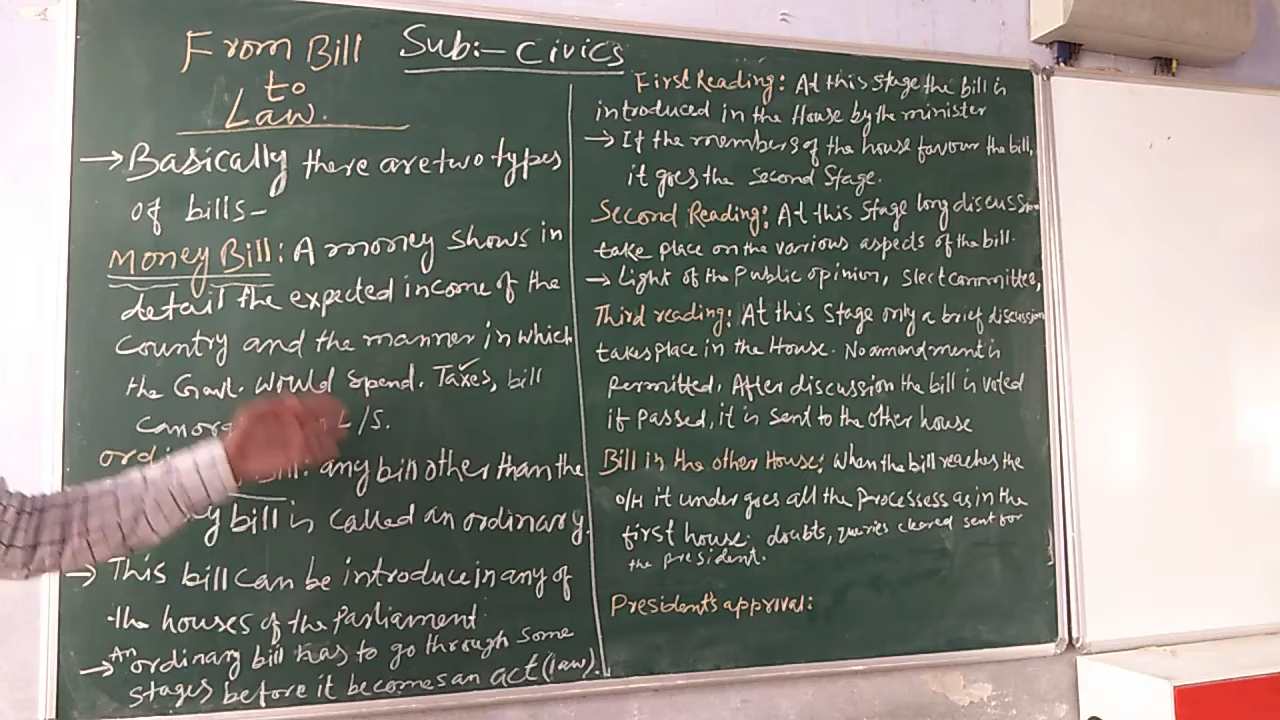 From Bill
to
Law.
Sub:- Civics
→ Basically there are two types
of bills-
Money Bill: A money shows in
detail the expected income of the
Country and the manner in which
the Govt. would spend. Taxes, bill
L/S.
Bill: any bill other than the
bill is called an ordinary.
→ This bill can be introduce in any of
the houses of the Parliament
→ An ordinary bill has to go through some
stages before it becomes an act (law).
First Reading: At this stage the bill is
introduced in the House by the minister
→ If the members of the house favour the bill,
it goes the Second Stage.
Second Reading: At this stage long discussion
take place on the various aspects of the bill.
→ Light of the Public opinion, Slect committee,
Third reading: At this stage only a brief discussion
takes place in the House. No amendment is
permitted. After discussion the bill is voted
if passed, it is sent to the other house
Bill in the other House: When the bill reaches the
O/H it under goes all the Processess as in the
first house. doubts, queries cleared sent for
the president.
President's approval: